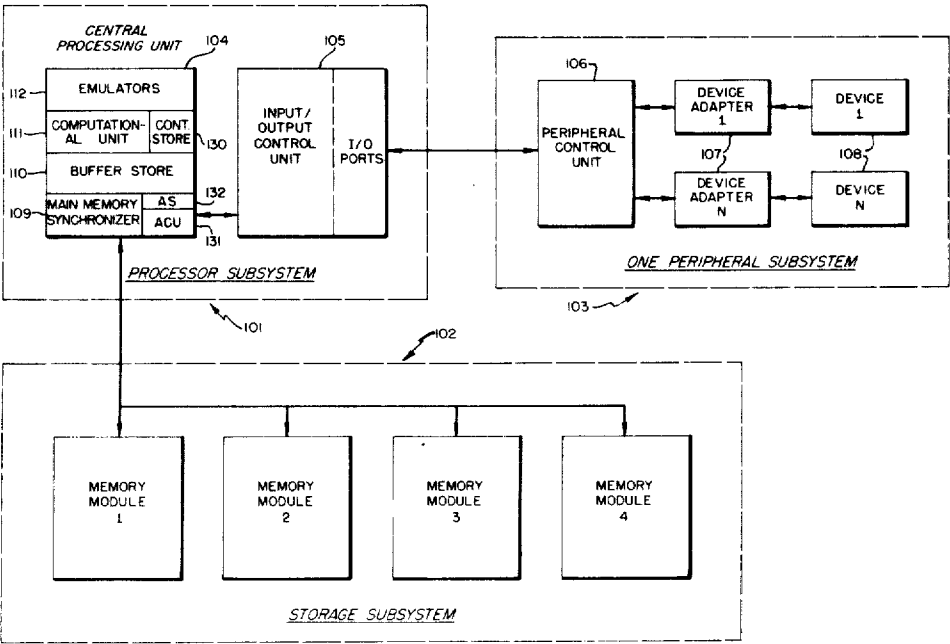 CENTRAL
PROCESSING UNIT
104
105
112
EMULATORS
111
COMPUTATION-
AL UNIT
CONT.
STORE
130
110
BUFFER STORE
132
109
MAIN MEMORY
SYNCHRONIZER
AS
ACU
131
INPUT/
OUTPUT
CONTROL
UNIT
I/O
PORTS
PROCESSOR SUBSYSTEM
101
106
PERIPHERAL
CONTROL
UNIT
DEVICE
ADAPTER
1
DEVICE
1
107
108
DEVICE
ADAPTER
N
DEVICE
N
ONE PERIPHERAL SUBSYSTEM
103
102
MEMORY
MODULE
1
MEMORY
MODULE
2
MEMORY
MODULE
3
MEMORY
MODULE
4
STORAGE SUBSYSTEM